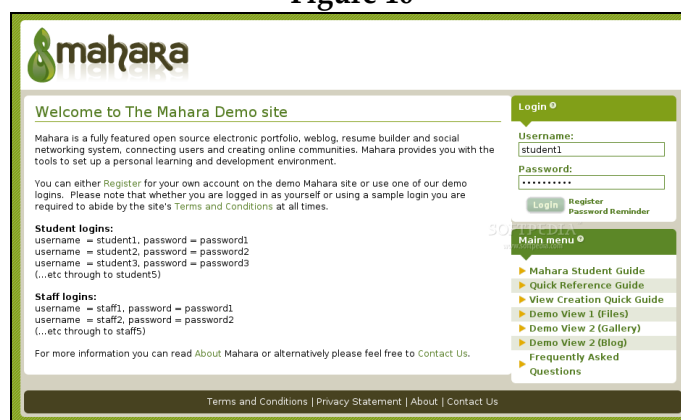 Figure 10
mahara
Welcome to The Mahara Demo site
Mahara is a fully featured open source electronic portfolio, weblog, resume builder and social
networking system, connecting users and creating online communities. Mahara provides you with the
tools to set up a personal learning and development environment.
You can either Register for your own account on the demo Mahara site or use one of our demo
logins. Please note that whether you are logged in as yourself or using a sample login you are
required to abide by the site's Terms and Conditions at all times.
Student logins:
username = student1, password = password1
username = student2, password = password2
username = student3, password = password3
(...etc through to student5)
Staff logins:
username = staff1, password = password1
username = staff2, password = password2
(...etc through to staff5)
For more information you can read About Mahara or alternatively please feel free to Contact Us.
Login
Username:
student1
Password:
••••••••••
Login Register
Password Reminder
SOFTPEDIA
Main menu
Mahara Student Guide
Quick Reference Guide
View Creation Quick Guide
Demo View 1 (Files)
Demo View 2 (Gallery)
Demo View 2 (Blog)
Frequently Asked
Questions
Terms and Conditions | Privacy Statement | About | Contact Us